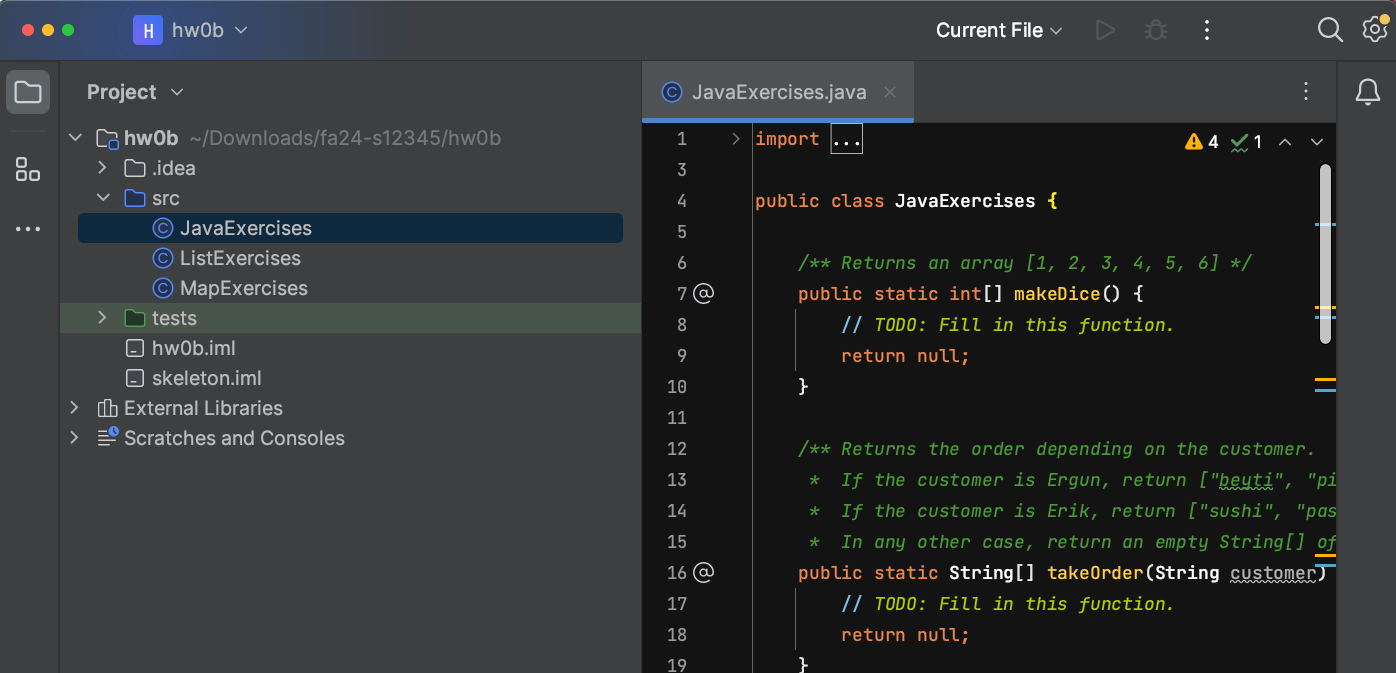 H hw0b
Current File
Project
hw0b ~/Downloads/fa24-s12345/hw0b
.idea
src
JavaExercises
ListExercises
MapExercises
tests
hw0b.iml
skeleton.iml
External Libraries
Scratches and Consoles
JavaExercises.java
4 1
1 import ...
3
4 public class JavaExercises {
5
6 /** Returns an array [1, 2, 3, 4, 5, 6] */
7 @ public static int[] makeDice() {
8 // TODO: Fill in this function.
9 return null;
10 }
11
12 /** Returns the order depending on the customer.
13 * If the customer is Ergun, return ["beyti", "pi
14 * If the customer is Erik, return ["sushi", "pas
15 * In any other case, return an empty String[] of
16 @ public static String[] takeOrder(String customer)
17 // TODO: Fill in this function.
18 return null;
19 }